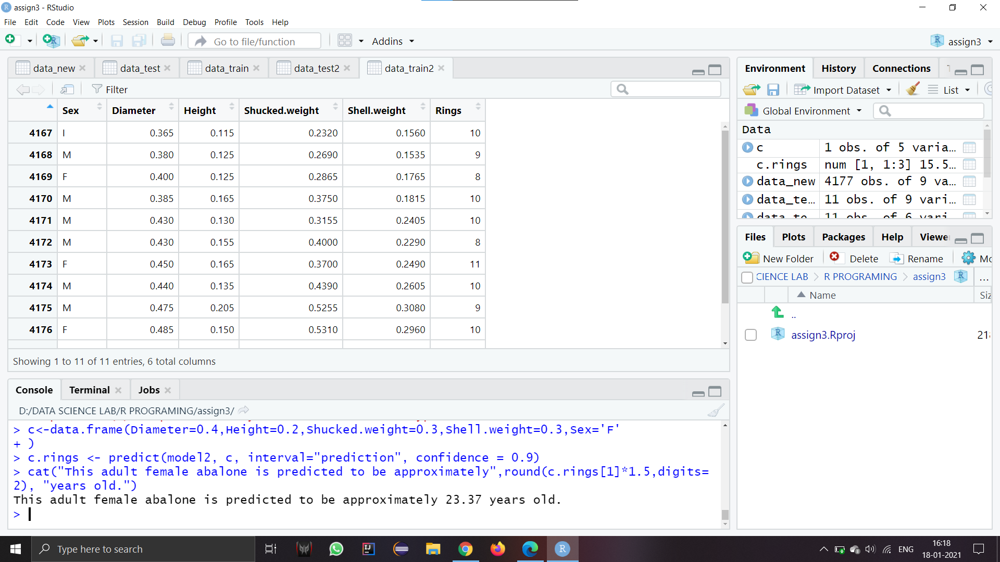 assign3 - RStudio
File Edit Code View Plots Session Build Debug Profile Tools Help
Go to file/function Addins assign3
data_new data_test data_train data_test2 data_train2
Filter
Sex Diameter Height Shucked.weight Shell.weight Rings
4167 I 0.365 0.115 0.2320 0.1560 10
4168 M 0.380 0.125 0.2690 0.1535 9
4169 F 0.400 0.125 0.2865 0.1765 8
4170 M 0.385 0.165 0.3750 0.1815 10
4171 M 0.430 0.130 0.3155 0.2405 10
4172 M 0.430 0.155 0.4000 0.2290 8
4173 F 0.450 0.165 0.3700 0.2490 11
4174 M 0.440 0.135 0.4390 0.2605 10
4175 M 0.475 0.205 0.5255 0.3080 9
4176 F 0.485 0.150 0.5310 0.2960 10
Showing 1 to 11 of 11 entries, 6 total columns
Console Terminal Jobs
D:/DATA SCIENCE LAB/R PROGRAMING/assign3/
> c<-data.frame(Diameter=0.4,Height=0.2,Shucked.weight=0.3,Shell.weight=0.3,Sex='F'
+ )
> c.rings <- predict(model2, c, interval="prediction", confidence = 0.9)
> cat("This adult female abalone is predicted to be approximately",round(c.rings[1]*1.5,digits=
2), "years old.")
This adult female abalone is predicted to be approximately 23.37 years old.
>
Environment History Connections
Import Dataset List
Global Environment
Data
c 1 obs. of 5 varia…
c.rings num [1, 1:3] 15.5…
data_new 4177 obs. of 9 va…
data_te… 11 obs. of 9 vari…
data_te… 11 obs. of 6 vari…
Files Plots Packages Help Viewe
New Folder Delete Rename Mo
CIENCE LAB > R PROGRAMING > assign3 ...
Name Siz
..
assign3.Rproj 218
Type here to search
ENG
16:18
18-01-2021